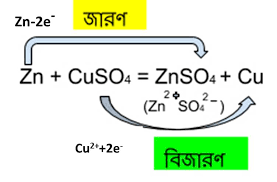 Zn-2e⁻ জারণ
Zn + CuSO₄ = ZnSO₄ + Cu
(Zn²⁺SO₄²⁻)
Cu²⁺+2e⁻
বিজারণ